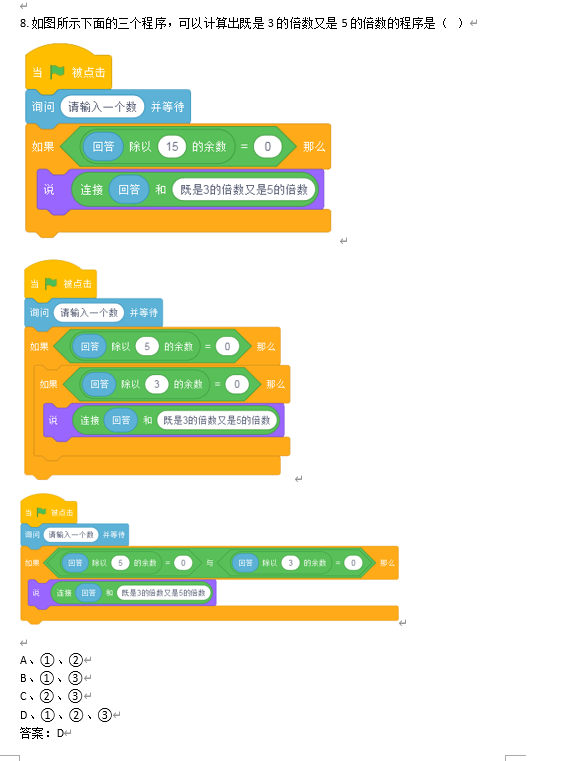 8. 如图所示下面的三个程序，可以计算出既是 3 的倍数又是 5 的倍数的程序是（ ）
当 被点击
询问 请输入一个数 并等待
如果 回答 除以 15 的余数 = 0 那么
说 连接 回答 和 既是3的倍数又是5的倍数
当 被点击
询问 请输入一个数 并等待
如果 回答 除以 5 的余数 = 0 那么
如果 回答 除以 3 的余数 = 0 那么
说 连接 回答 和 既是3的倍数又是5的倍数
当 被点击
询问 请输入一个数 并等待
如果 回答 除以 5 的余数 = 0 与 回答 除以 3 的余数 = 0 那么
说 连接 回答 和 既是3的倍数又是5的倍数
A、①、②
B、①、③
C、②、③
D、①、②、③
答案：D